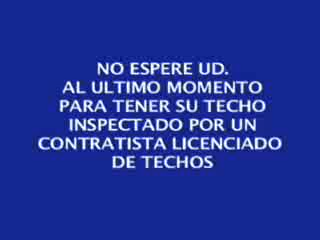 NO ESPERE UD.
AL ULTIMO MOMENTO
PARA TENER SU TECHO
INSPECTADO POR UN
CONTRATISTA LICENCIADO
DE TECHOS